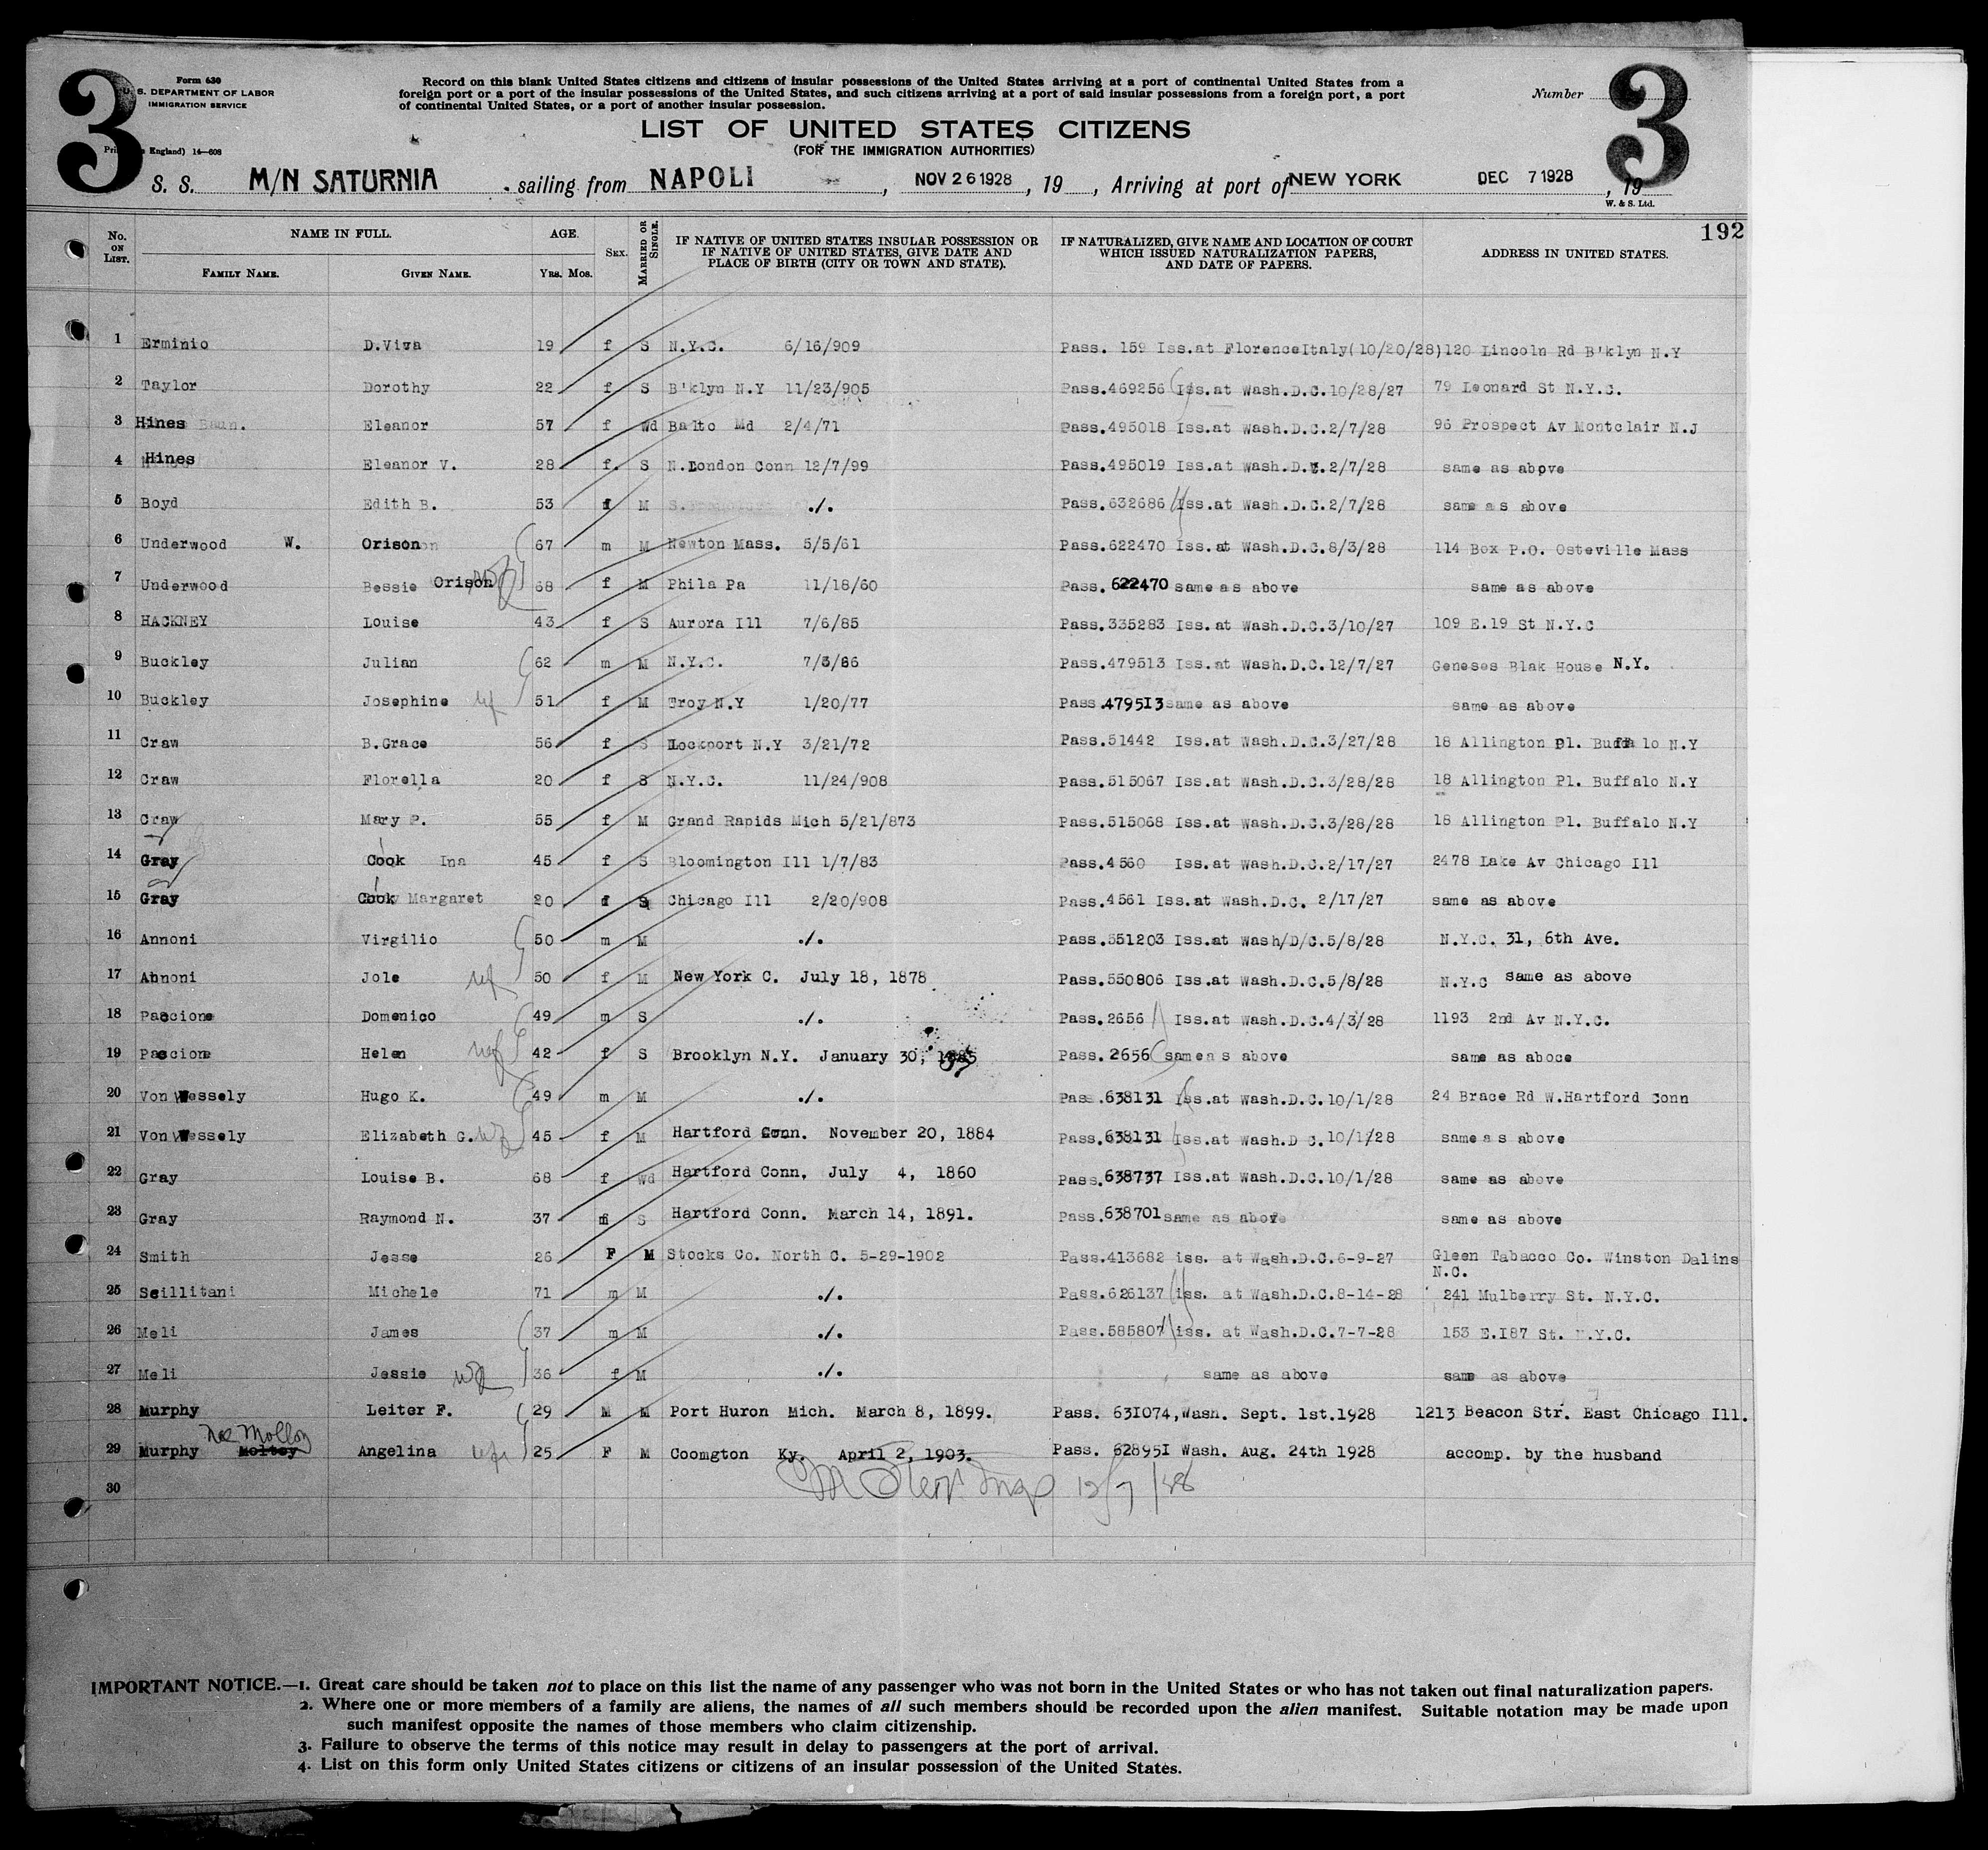 3
Form 630
U. S. DEPARTMENT OF LABOR
IMMIGRATION SERVICE
England) 14—608
Record on this blank United States citizens and citizens of insular possessions of the United States arriving at a port of continental United States from a
foreign port or a port of the insular possessions of the United States, and such citizens arriving at a port of said insular possessions from a foreign port, a port
of continental United States, or a port of another insular possession.
Number
3
LIST OF UNITED STATES CITIZENS
(FOR THE IMMIGRATION AUTHORITIES)
S. S. M/N SATURNIA sailing from NAPOLI, NOV 26 1928, 19 , Arriving at port of NEW YORK DEC 7 1928, 19
W. & S. Ltd.
192
No. ON LIST. NAME IN FULL. AGE. SEX. MARRIED OR SINGLE. IF NATIVE OF UNITED STATES INSULAR POSSESSION OR IF NATIVE OF UNITED STATES, GIVE DATE AND PLACE OF BIRTH (CITY OR TOWN AND STATE). IF NATURALIZED, GIVE NAME AND LOCATION OF COURT WHICH ISSUED NATURALIZATION PAPERS, AND DATE OF PAPERS. ADDRESS IN UNITED STATES.
FAMILY NAME. GIVEN NAME. YRS. MOS.
1 Erminio D.Viva 19 f S N.Y.C. 6/16/909 Pass. 159 Iss.at FlorenceItaly(10/20/28) 120 Lincoln Rd B'klyn N.Y
2 Taylor Dorothy 22 f S B'klyn N.Y 11/23/905 Pass.469256 Iss.at Wash.D.C.10/28/27 79 Leonard St N.Y.C.
3 Hines Eleanor 57 f Wd Balto Md 2/4/71 Pass.495018 Iss.at Wash.D.C.2/7/28 96 Prospect Av Montclair N.J
4 Hines Eleanor V. 28 f. S N.London Conn 12/7/99 Pass.495019 Iss.at Wash.D.C.2/7/28 same as abpve
5 Boyd Edith B. 53 f M ./. Pass.632686 Iss.at Wash.D.C.2/7/28 same a s above
6 Underwood W. Orison 67 m M Newton Mass. 5/5/61 Pass.622470 Iss.at Wash.D.C.8/3/28 114 Box P.O. Osteville Mass
7 Underwood Bessie Orison 68 f M Phila Pa 11/18/60 Pass. 622470 same as above same as above
8 HACKNEY Louise 43 f S Aurora Ill 7/6/85 Pass.335283 Iss.at Wash.D.C.3/10/27 109 E.19 St N.Y.C
9 Buckley Julian 62 m M N.Y.C. 7/3/86 Pass.479513 Iss.at Wash.D.C.12/7/27 Geneses Blak House N.Y.
10 Buckley Josephine wf 51 f M Troy N.Y 1/20/77 Pass.479513 same as above same as above
11 Craw B.Grace 56 f S Lockport N.Y 3/21/72 Pass.51442 Iss.at Wash.D.C.3/27/28 18 Allington Pl. Buffalo N.Y
12 Craw Florella 20 f S N.Y.C. 11/24/908 Pass.515067 Iss.at Wash.D.C.3/28/28 18 Allington Pl. Buffalo N.Y
13 Craw Mary P. 55 f M Grand Rapids Mich 5/21/873 Pass.515068 Iss.at Wash.D.C.3/28/28 18 Allington Pl. Buffalo N.Y
14 Gray Cook Ina 45 f S Bloomington Ill 1/7/83 Pass.4560 Iss.at Wash.D.C.2/17/27 2478 Lake Av Chicago Ill
15 Gray Cook Margaret 20 f S Chicago Ill 2/20/908 Pass.4561 Iss.at Wash.D.C. 2/17/27 same as above
16 Annoni Virgilio 50 m M ./. Pass.551203 Iss.at Wash/D/C.5/8/28 N.Y.C. 31, 6th Ave.
17 Annoni Jole wf 50 f M New York C. July 18, 1878 Pass.550806 Iss.at Wash.D.C.5/8/28 N.Y.C same as above
18 Pascione Domenico 49 m S ./. Pass.2656 Iss.at Wash.D.C.4/3/28 1193 2nd Av N.Y.C.
19 Pascione Helen wf 42 f S Brooklyn N.Y. January 30, Pass. 2656 same a s above same as aboce
20 Von Wessely Hugo K. 49 m M ./. Pass.638131 Iss.at Wash.D.C.10/1/28 24 Brace Rd W.Hartford Conn
21 Von Wessely Elizabeth G. wf 45 f M Hartford Conn. November 20, 1884 Pass.638131 Iss.at Wash.D C.10/1/28 same a s above
22 Gray Louise B. 68 f Wd Hartford Conn. July 4, 1860 Pass.638737 Iss.at Wash.D.C.10/1/28 same as above
23 Gray Raymond N. 37 m S Hartford Conn. March 14, 1891. Pass.638701 same as above same as above
24 Smith Jesse 26 F M Stocks Co. North C. 5-29-1902 Pass.413682 iss. at Wash.D.C.6-9-27 Gleen Tabacco Co. Winston Dalins
N.C.
25 Scillitani Michele 71 m M ./. Pass.626137 iss. at Wash.D.C.8-14-28 241 Mulberry St. N.Y.C.
26 Meli James 37 m M ./. Pass.585807 iss. at Wash.D.C.7-7-28 153 E.187 St. N.Y.C.
27 Meli Jessie wf 36 f M ./. same as above same as above
28 Murphy Leiter F. 29 M M Port Huron Mich. March 8, 1899. Pass. 631074,Wash. Sept. 1st.1928 1213 Beacon Str. East Chicago Ill.
nee Molloy
29 Murphy Moltey Angelina wf 25 F M Coomgton Ky. April 2, 1903. Pass. 628951 Wash. Aug. 24th 1928 accomp. by the husband
30 12/7/28
IMPORTANT NOTICE.—1. Great care should be taken not to place on this list the name of any passenger who was not born in the United States or who has not taken out final naturalization papers.
2. Where one or more members of a family are aliens, the names of all such members should be recorded upon the alien manifest. Suitable notation may be made upon
such manifest opposite the names of those members who claim citizenship.
3. Failure to observe the terms of this notice may result in delay to passengers at the port of arrival.
4. List on this form only United States citizens or citizens of an insular possession of the United States.